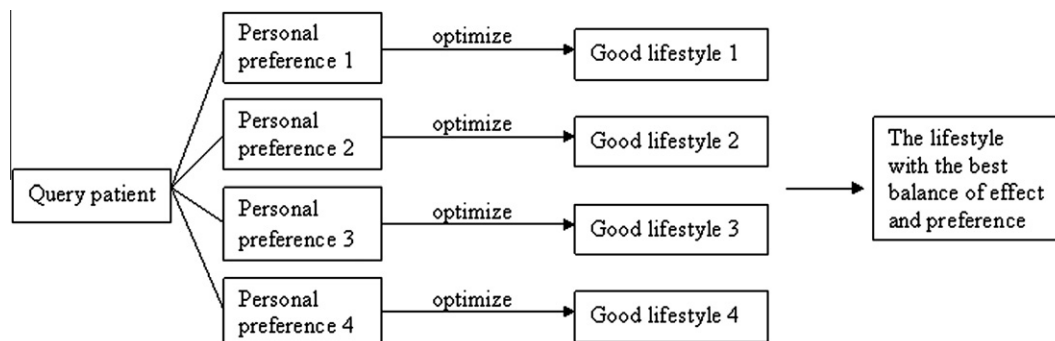 Query patient
Personal
preference 1
optimize
Good lifestyle 1
Personal
preference 2
optimize
Good lifestyle 2
Personal
preference 3
optimize
Good lifestyle 3
Personal
preference 4
optimize
Good lifestyle 4
The lifestyle
with the best
balance of effect
and preference